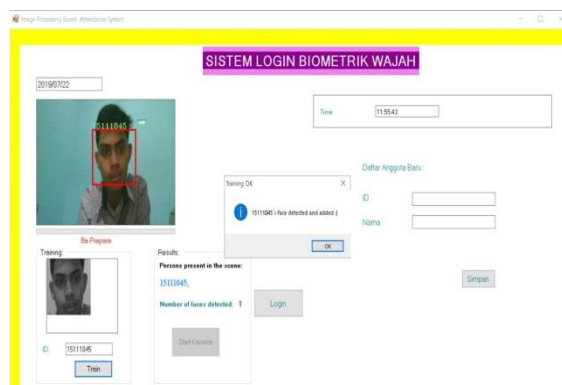 Image Processing Based Attendance System
SISTEM LOGIN BIOMETRIK WAJAH
2019/07/22
15111045
Time
11:55:43
Daftar Anggota Baru :
Training OK
15111045´s face detected and added :)
OK
ID
Nama
Simpan
Be Prepare
Training:
ID:
15111045
Train
Results:
Persons present in the scene:
15111045,
Number of faces detected: 1
Start Kamera
Login